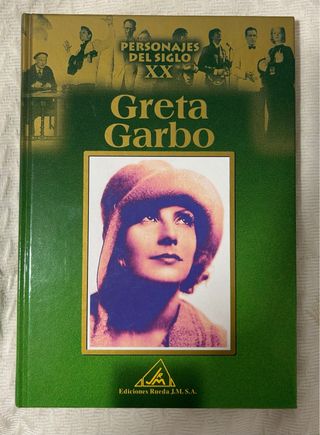 PERSONAJES
DEL SIGLO
XX
Greta
Garbo
Ediciones Rueda J.M. S.A.